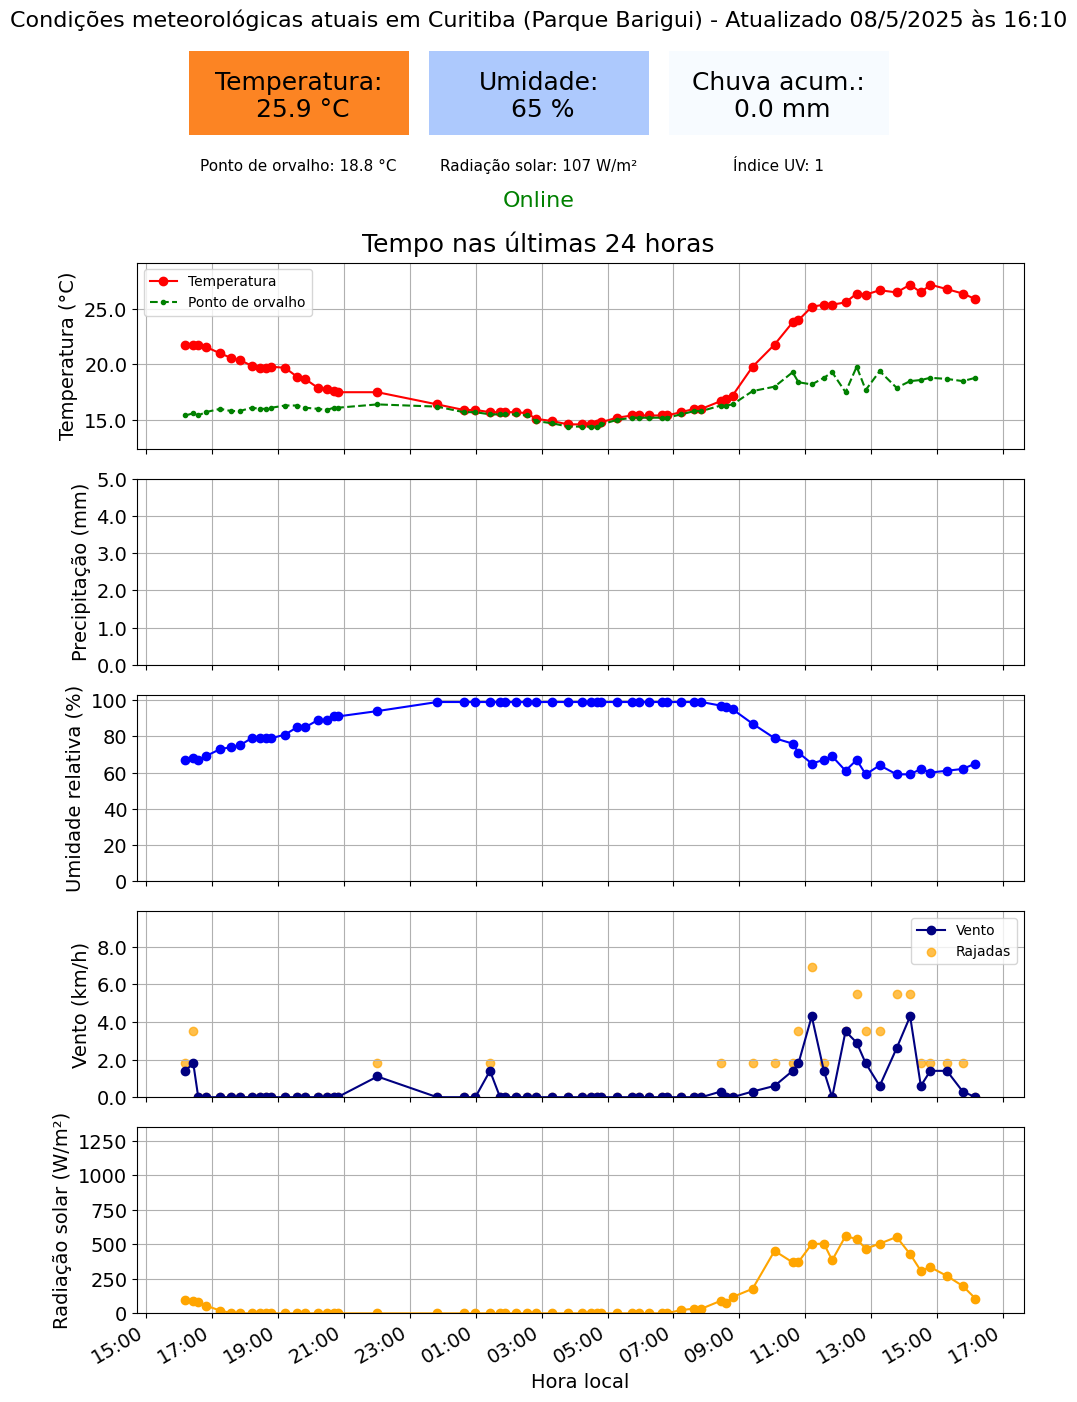 Condições meteorológicas atuais em Curitiba (Parque Barigui) - Atualizado 08/5/2025 às 16:10
Temperatura:
25.9 °C
Umidade:
65 %
Chuva acum.:
0.0 mm
Ponto de orvalho: 18.8 °C
Radiação solar: 107 W/m²
Índice UV: 1
Online
Tempo nas últimas 24 horas
Temperatura (°C)
25.0
20.0
15.0
Temperatura
Ponto de orvalho
Precipitação (mm)
5.0
4.0
3.0
2.0
1.0
0.0
Umidade relativa (%)
100
80
60
40
20
0
Vento (km/h)
8.0
6.0
4.0
2.0
0.0
Vento
Rajadas
Radiação solar (W/m²)
1250
1000
750
500
250
0
15:00
17:00
19:00
21:00
23:00
01:00
03:00
05:00
07:00
09:00
11:00
13:00
15:00
17:00
Hora local